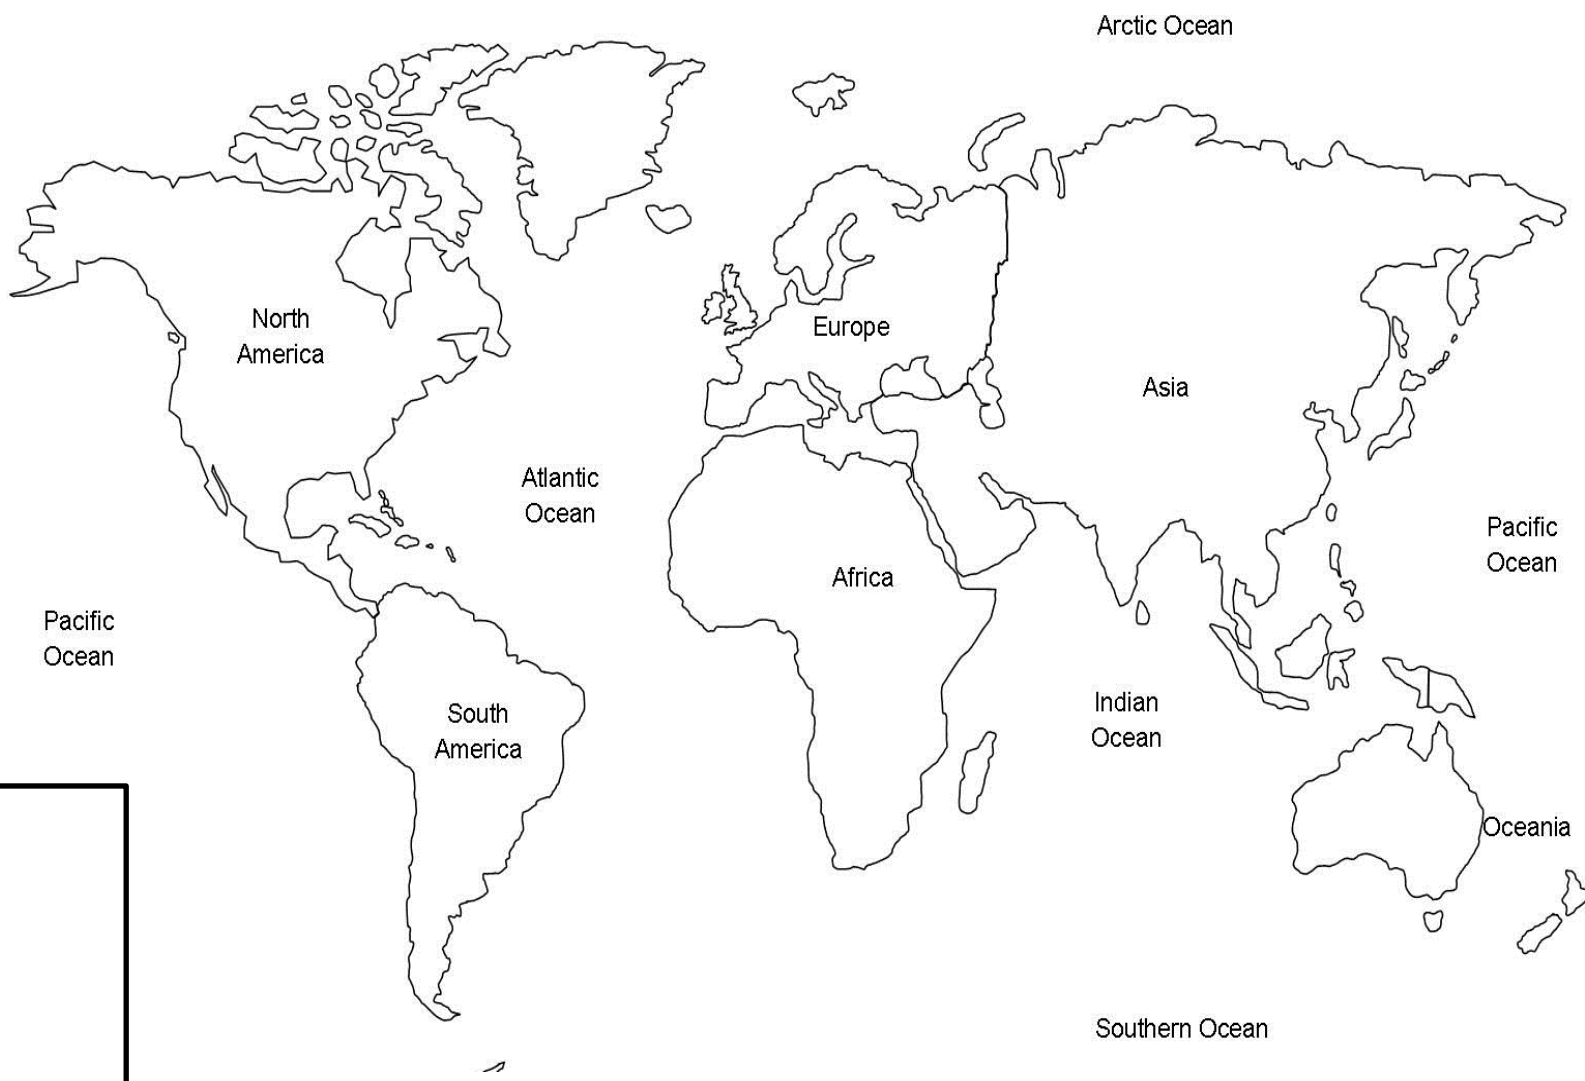 Arctic Ocean
North
America
Europe
Asia
Atlantic
Ocean
Pacific
Ocean
Africa
Pacific
Ocean
Indian
Ocean
South
America
Oceania
Southern Ocean